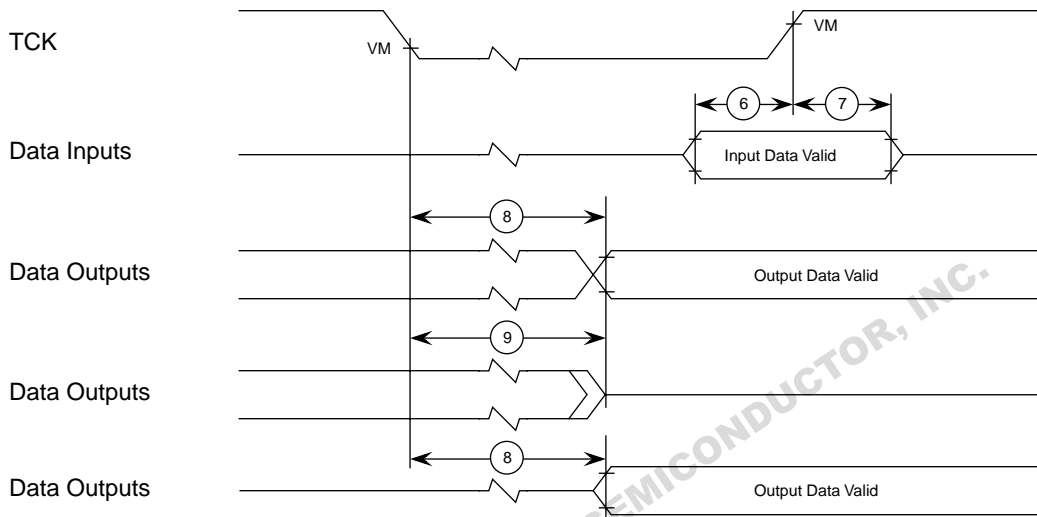 TCK
VM
VM
6
7
Data Inputs
Input Data Valid
8
Data Outputs
Output Data Valid
9
Data Outputs
8
Data Outputs
Output Data Valid
SEMICONDUCTOR, INC.